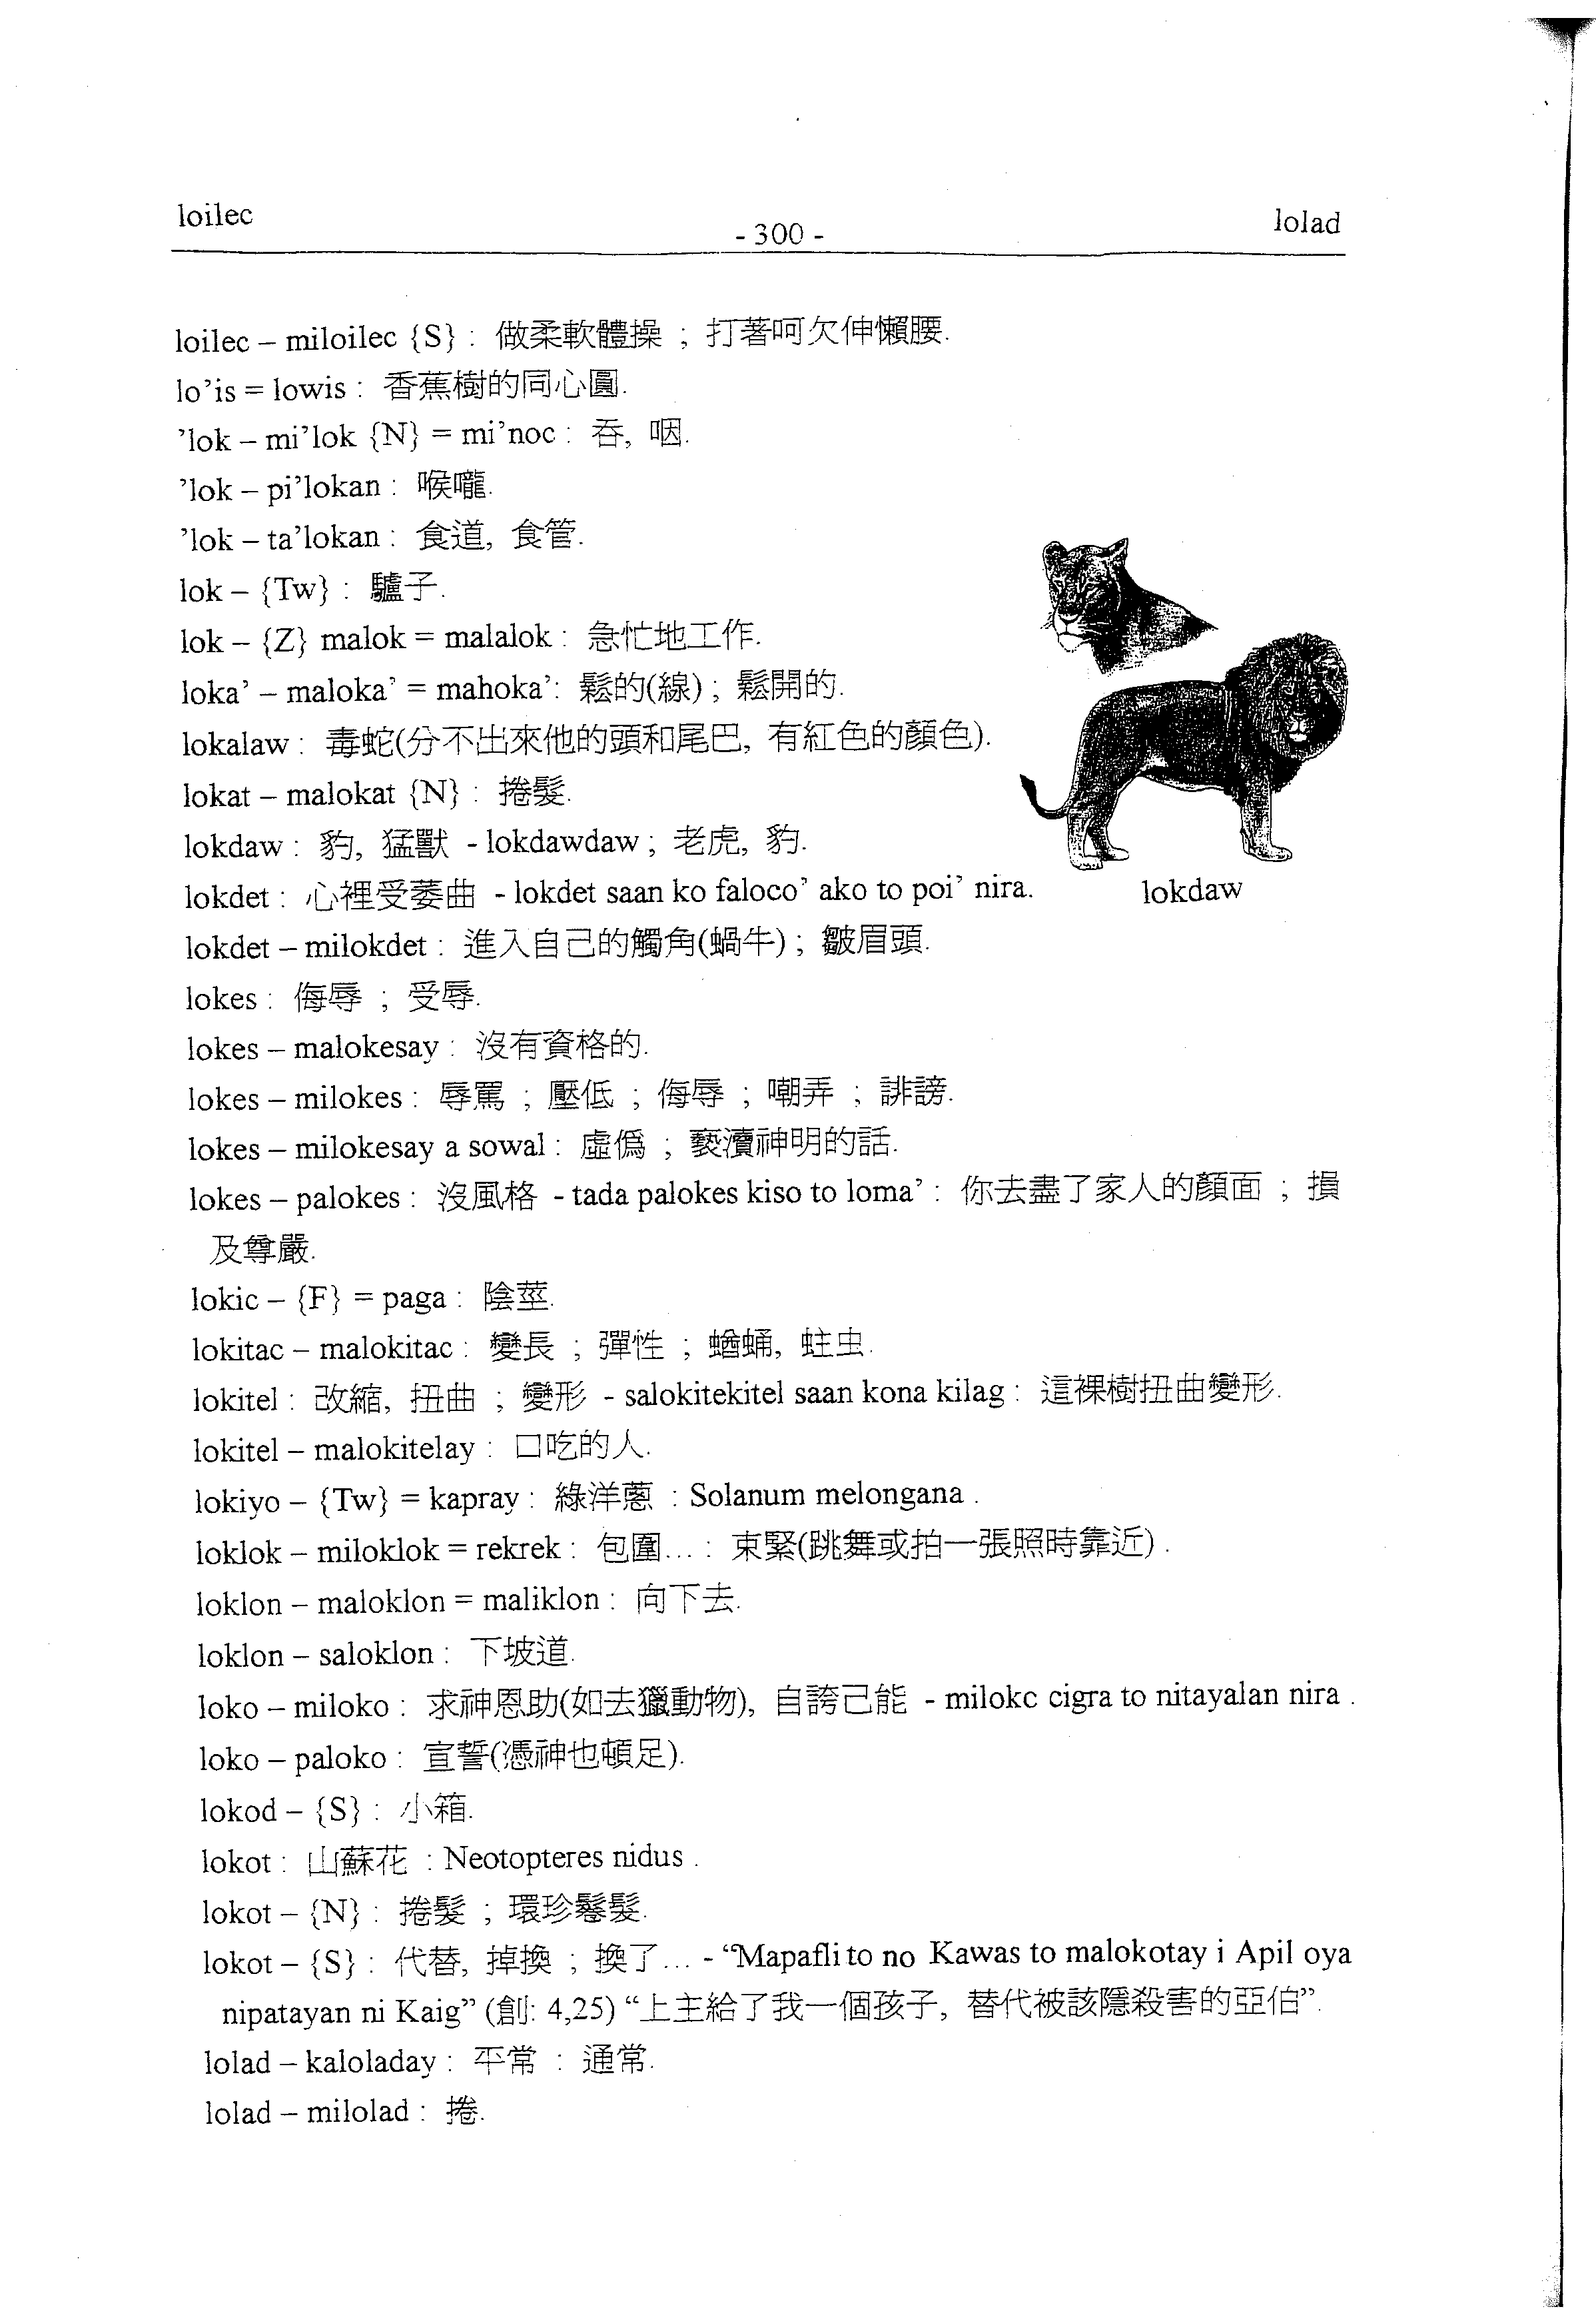 loilec
- 300 -
lolad
loilec – miloilec {S} : 做柔軟體操 ; 打著呵欠伸懶腰.
lo’is = lowis : 香蕉樹的同心圓.
’lok – mi’lok {N} = mi’noc : 吞, 咽.
’lok – pi’lokan : 喉嚨.
’lok – ta’lokan : 食道, 食管.
lok – {Tw} : 驢子.
lok – {Z} malok = malalok : 急忙地工作.
loka’ – maloka’ = mahoka’: 鬆的(線) ; 鬆開的.
lokalaw : 毒蛇(分不出來他的頭和尾巴, 有紅色的顏色).
lokat – malokat {N} : 捲髮.
lokdaw : 豹, 猛獸 - lokdawdaw ; 老虎, 豹.
lokdet : 心裡受萎曲 - lokdet saan ko faloco’ ako to poi’ nira.
lokdaw
lokdet – milokdet : 進入自己的觸角(蝸牛) ; 皺眉頭.
lokes : 侮辱 ; 受辱.
lokes – malokesay : 沒有資格的.
lokes – milokes : 辱罵 ; 壓低 ; 侮辱 ; 嘲弄 ; 誹謗.
lokes – milokesay a sowal : 虛偽 ; 褻瀆神明的話.
lokes – palokes : 沒風格 - tada palokes kiso to loma’ : 你去盡了家人的顏面 ; 損
及尊嚴.
lokic – {F} = paga : 陰莖.
lokitac – malokitac : 變長 ; 彈性 ; 蝤蛹, 蛀虫.
lokitel : 改縮, 扭曲 ; 變形 - salokitekitel saan kona kilag : 這裸樹扭曲變形.
lokitel – malokitelay : 口吃的人.
lokiyo – {Tw} = kapray : 綠洋蔥 : Solanum melongana .
loklok – miloklok = rekrek : 包圍... : 束緊(跳舞或拍一張照時靠近) .
loklon – maloklon = maliklon : 向下去.
loklon – saloklon : 下坡道.
loko – miloko : 求神恩助(如去獵動物), 自誇己能 - milokc cigra to nitayalan nira .
loko – paloko : 宣誓(憑神也頓足).
lokod – {S} : 小箱.
lokot : 山蘇花 : Neotopteres nidus .
lokot – {N} : 捲髮 ; 環珍鬈髮.
lokot – {S} : 代替, 掉換 ; 換了... - “Mapafli to no Kawas to malokotay i Apil oya
nipatayan ni Kaig” (創: 4,25) “上主給了我一個孩子, 替代被該隱殺害的亞伯”.
lolad – kaloladay : 平常 : 通常.
lolad – milolad : 捲.